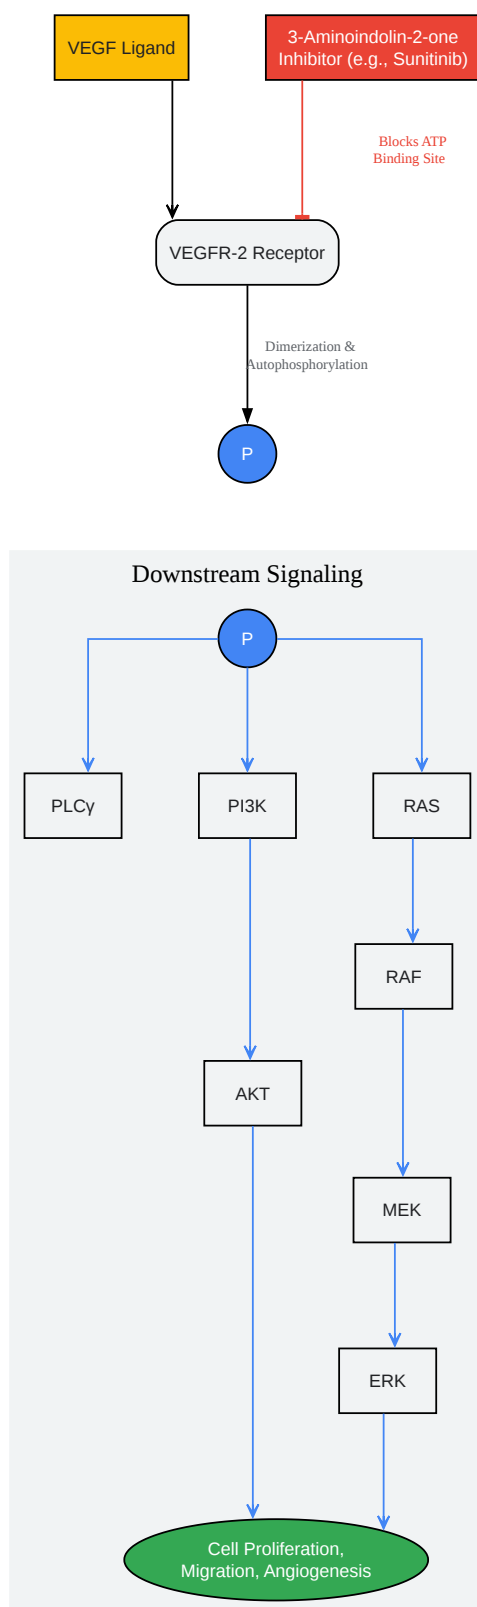 VEGF Ligand
3-Aminoindolin-2-one
Inhibitor (e.g., Sunitinib)
Blocks ATP
Binding Site
VEGFR-2 Receptor
Dimerization &
Autophosphorylation
P
Downstream Signaling
P
PLCγ
PI3K
RAS
RAF
AKT
MEK
ERK
Cell Proliferation,
Migration, Angiogenesis